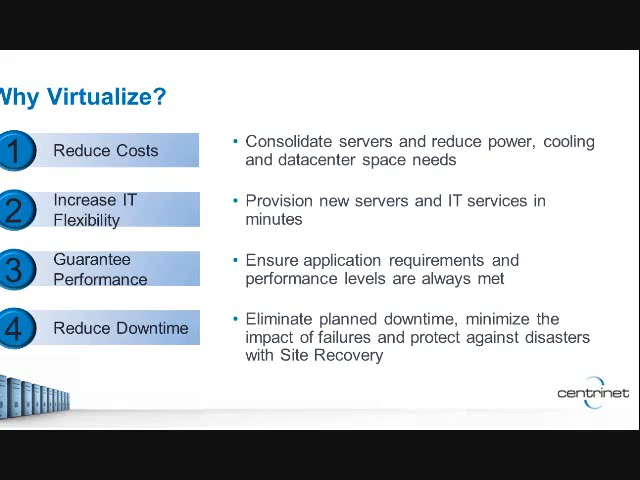 Why Virtualize?
1 Reduce Costs
• Consolidate servers and reduce power, cooling
and datacenter space needs
2 Increase IT
Flexibility
• Provision new servers and IT services in
minutes
3 Guarantee
Performance
• Ensure application requirements and
performance levels are always met
4 Reduce Downtime
• Eliminate planned downtime, minimize the
impact of failures and protect against disasters
with Site Recovery
centrinet